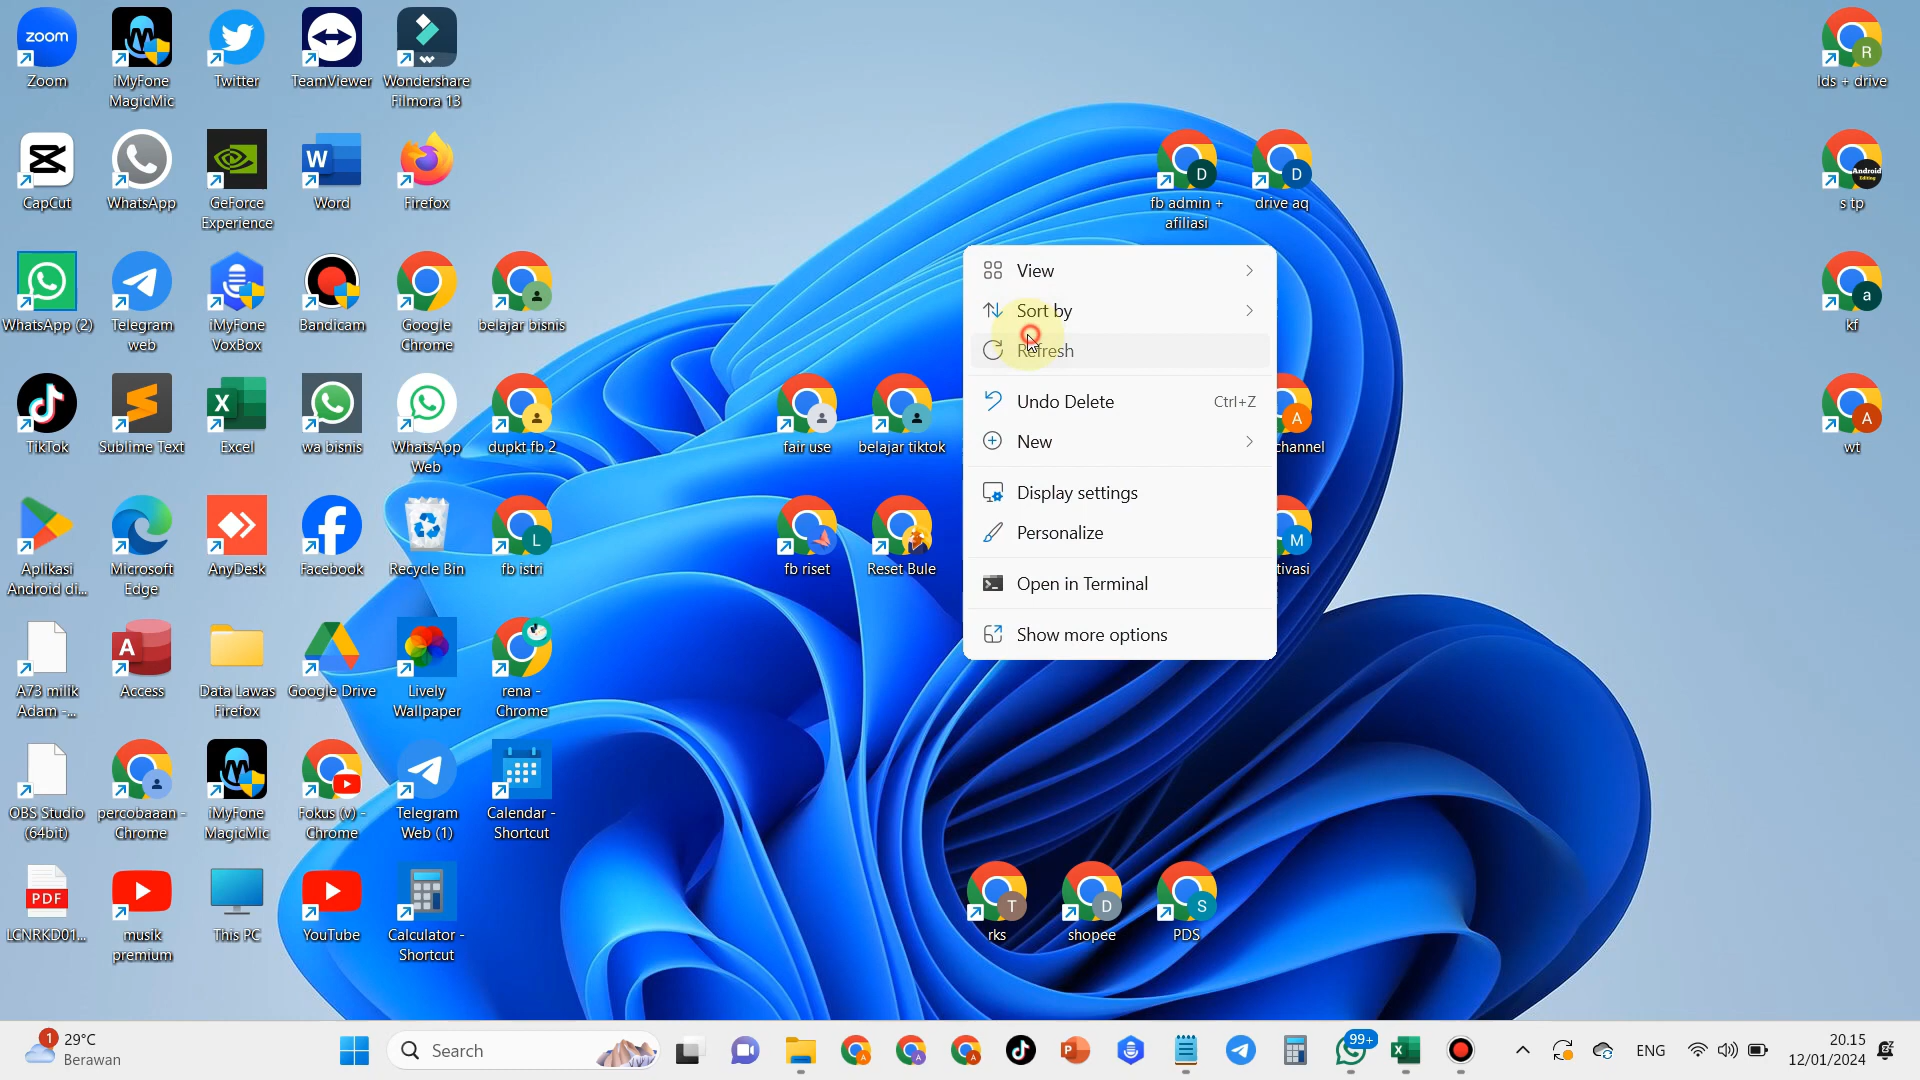 zoom
Zoom
iMyFone
MagicMic
Twitter
TeamViewer
Wondershare
Filmora 13
R
lds + drive
CapCut
WhatsApp
GeForce
Experience
W
Word
Firefox
D
fb admin +
afiliasi
D
drive aq
Android
Editing
s tp
WhatsApp (2)
Telegram
web
iMyFone
VoxBox
Bandicam
Google
Chrome
belajar bisnis
a
kf
View
Sort by
Refresh
Undo Delete
Ctrl+Z
New
Display settings
Personalize
Open in Terminal
Show more options
TikTok
Sublime Text
X
Excel
wa bisnis
WhatsApp
Web
dupkt fb 2
fair use
belajar tiktok
A
channel
A
wt
Aplikasi
Android di...
Microsoft
Edge
AnyDesk
Facebook
Recycle Bin
L
fb istri
fb riset
Reset Bule
M
tivasi
A73 milik
Adam -...
A
Access
Data Lawas
Firefox
Google Drive
Lively
Wallpaper
rena -
Chrome
OBS Studio
(64bit)
percobaaan -
Chrome
iMyFone
MagicMic
Fokus (v) -
Chrome
Telegram
Web (1)
Calendar -
Shortcut
PDF
LCNRKD01...
musik
premium
This PC
YouTube
Calculator -
Shortcut
T
rks
D
shopee
S
PDS
1
29°C
Berawan
Search
A
A
A
P
99+
X
ENG
20.15
12/01/2024